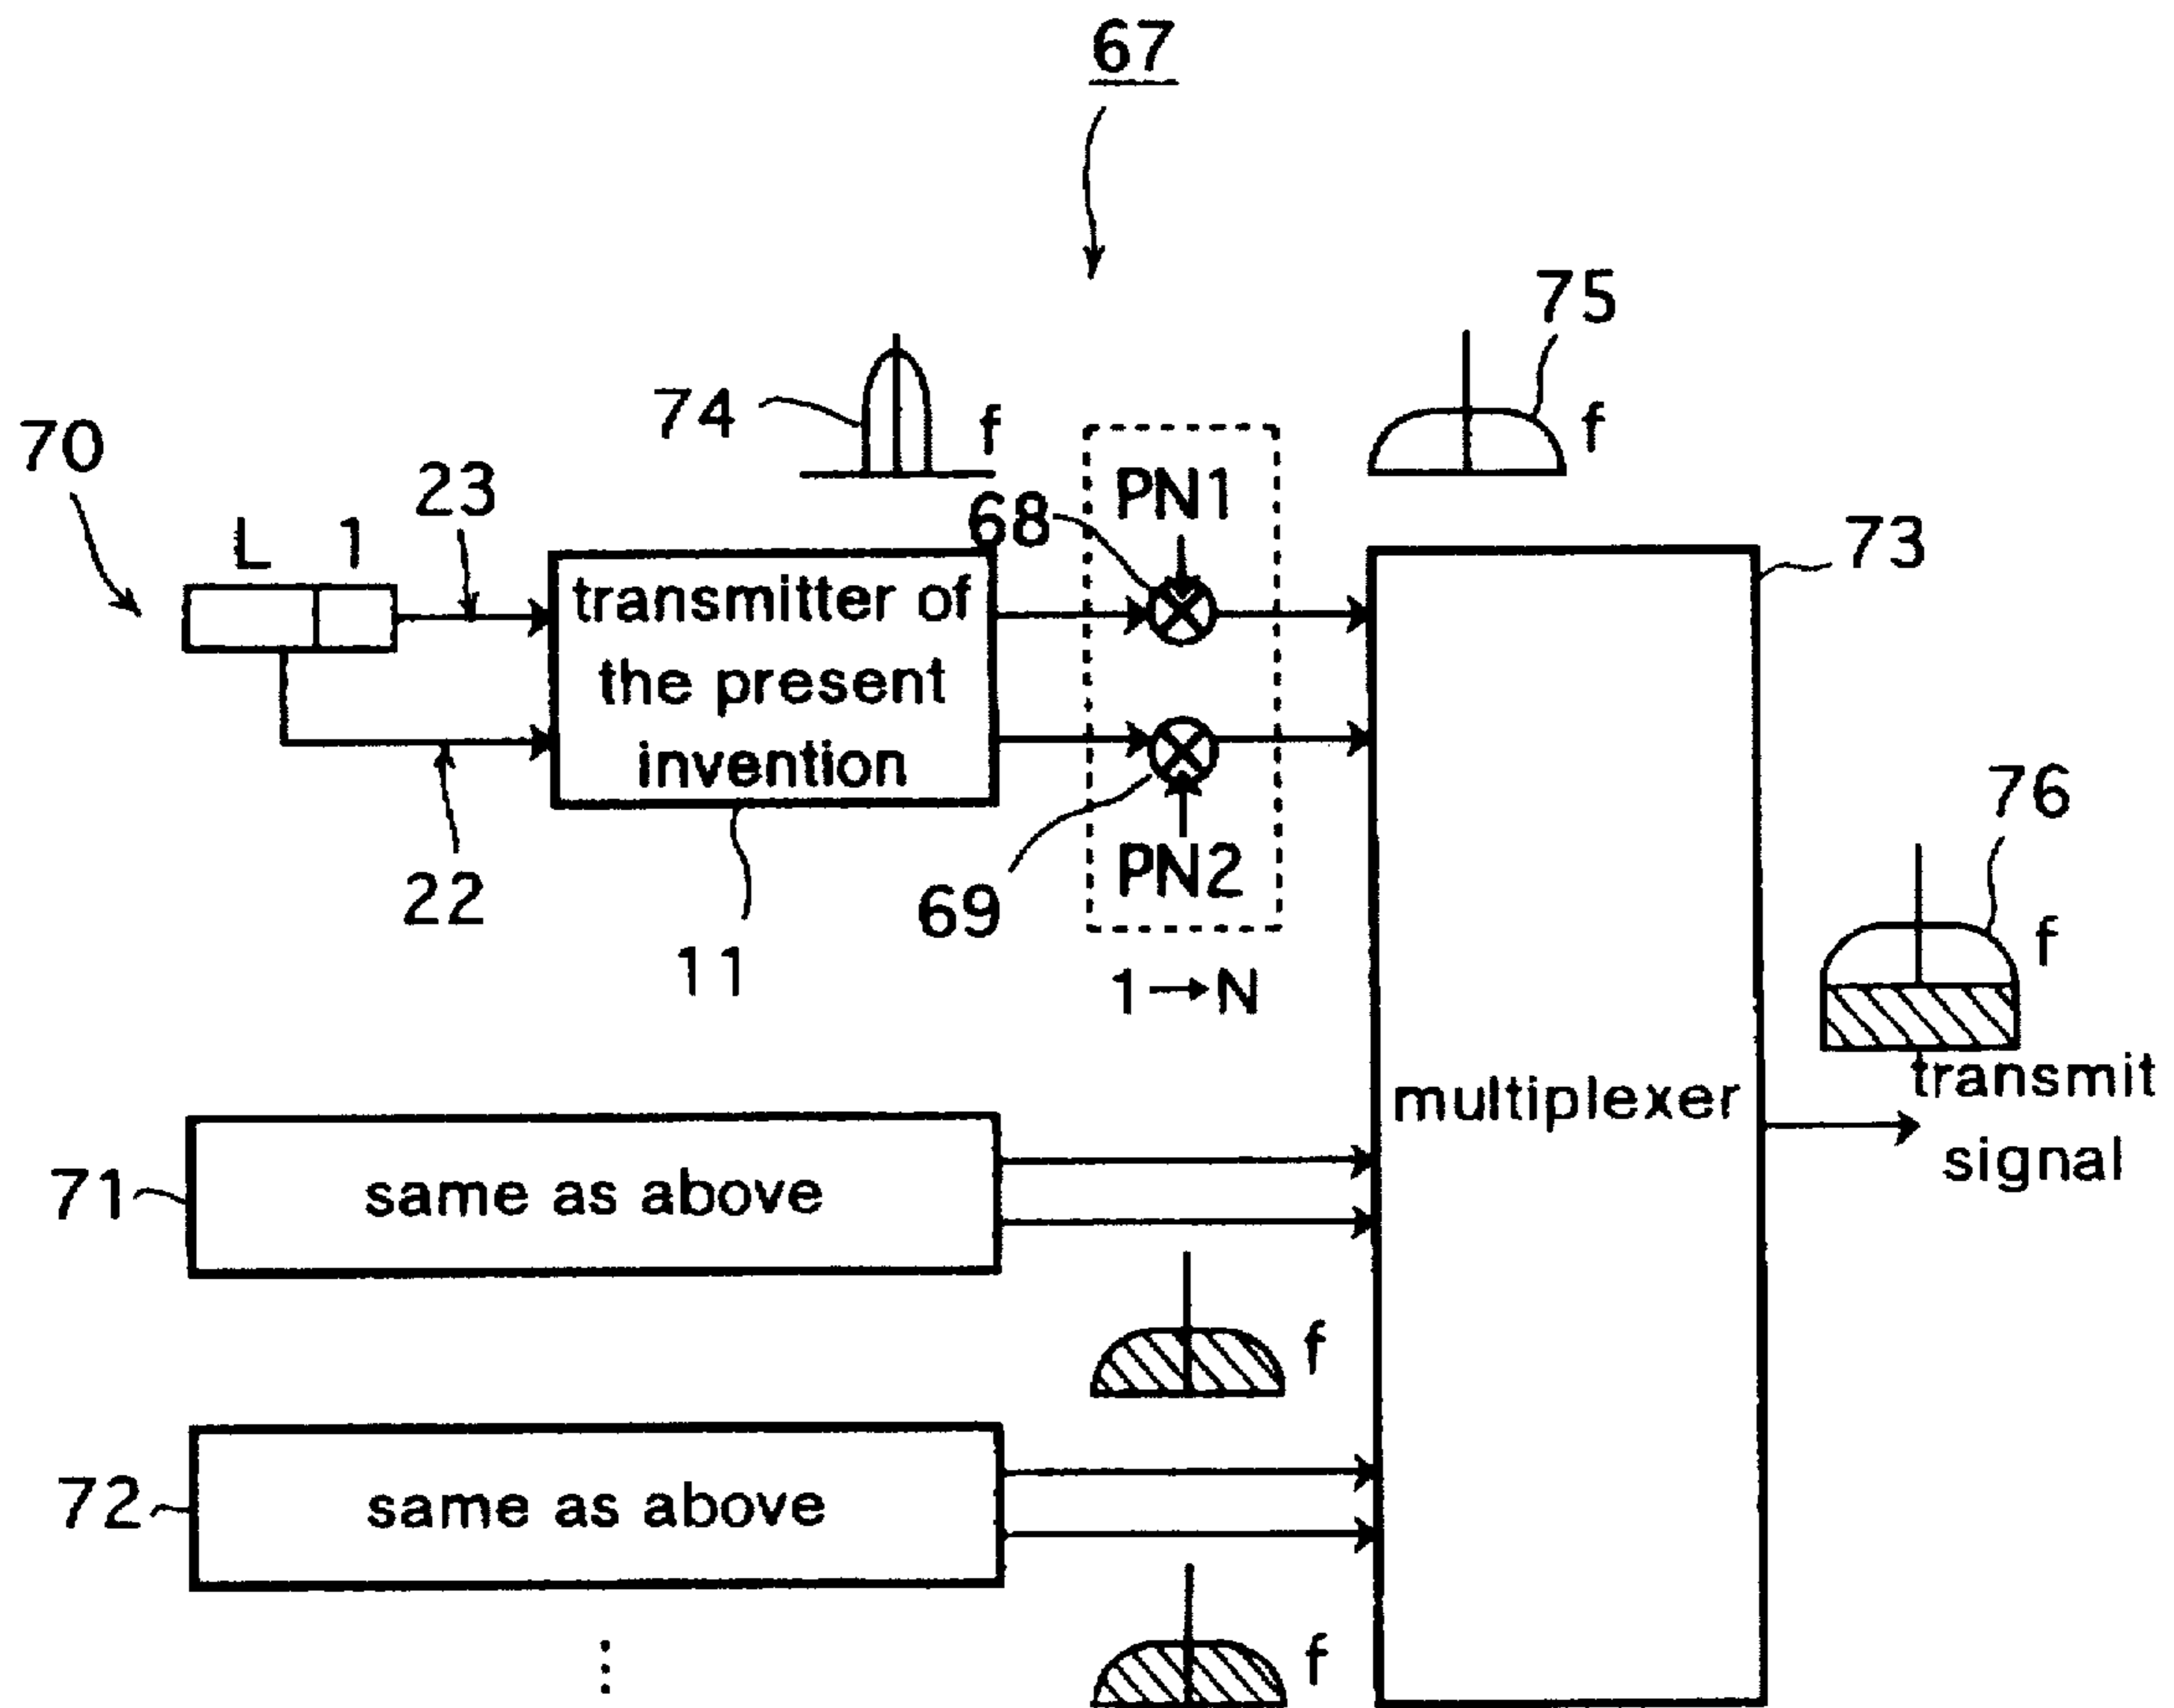 67
75
74
f
f
70
23
68
PN1
L 1
73
transmitter of
the present
invention
76
22
69
PN2
f
11
1→N
transmit
multiplexer
signal
71
same as above
f
72
same as above
f